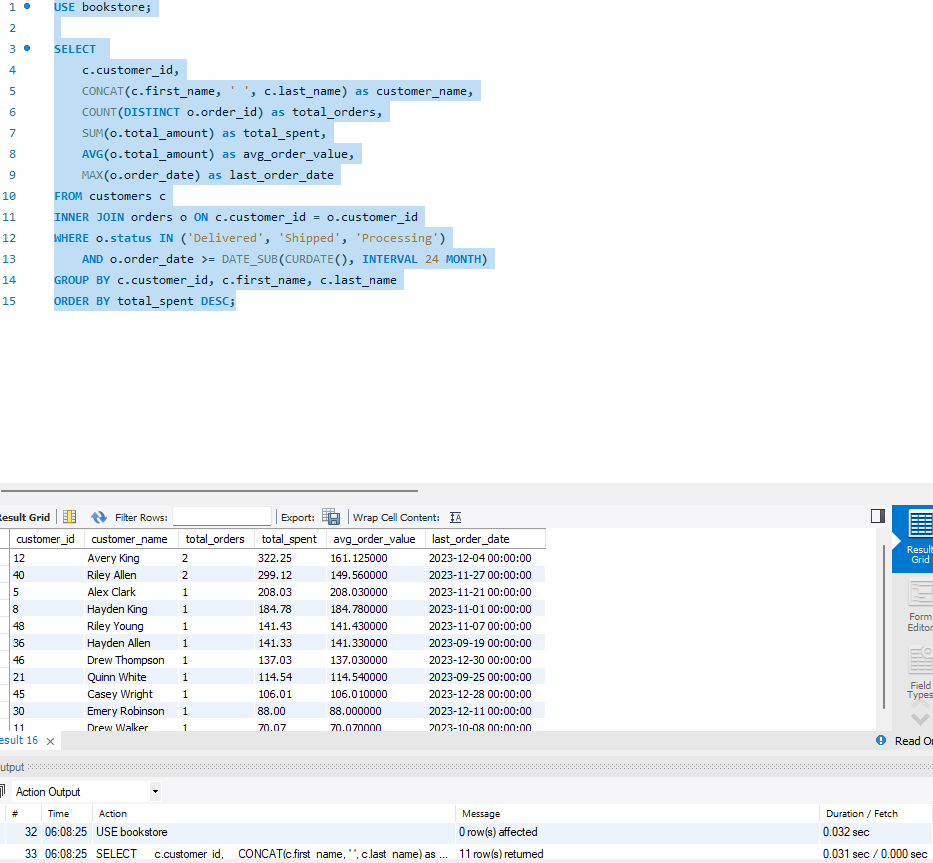 1 USE bookstore;
2
3 SELECT
4 c.customer_id,
5 CONCAT(c.first_name, ' ', c.last_name) as customer_name,
6 COUNT(DISTINCT o.order_id) as total_orders,
7 SUM(o.total_amount) as total_spent,
8 AVG(o.total_amount) as avg_order_value,
9 MAX(o.order_date) as last_order_date
10 FROM customers c
11 INNER JOIN orders o ON c.customer_id = o.customer_id
12 WHERE o.status IN ('Delivered', 'Shipped', 'Processing')
13 AND o.order_date >= DATE_SUB(CURDATE(), INTERVAL 24 MONTH)
14 GROUP BY c.customer_id, c.first_name, c.last_name
15 ORDER BY total_spent DESC;
esult Grid Filter Rows: Export: Wrap Cell Content: IA
customer_id customer_name total_orders total_spent avg_order_value last_order_date
12 Avery King 2 322.25 161.125000 2023-12-04 00:00:00
40 Riley Allen 2 299.12 149.560000 2023-11-27 00:00:00
5 Alex Clark 1 208.03 208.030000 2023-11-21 00:00:00
8 Hayden King 1 184.78 184.780000 2023-11-01 00:00:00
48 Riley Young 1 141.43 141.430000 2023-11-07 00:00:00
36 Hayden Allen 1 141.33 141.330000 2023-09-19 00:00:00
46 Drew Thompson 1 137.03 137.030000 2023-12-30 00:00:00
21 Quinn White 1 114.54 114.540000 2023-09-25 00:00:00
45 Casey Wright 1 106.01 106.010000 2023-12-28 00:00:00
30 Emery Robinson 1 88.00 88.000000 2023-12-11 00:00:00
11 Drew Walker 1 70.07 70.070000 2023-10-08 00:00:00
Result
Grid
Form
Editor
Field
Types
esult 16 Read On
utput
Action Output
# Time Action Message Duration / Fetch
32 06:08:25 USE bookstore 0 row(s) affected 0.032 sec
33 06:08:25 SELECT c.customer_id, CONCAT(c.first_name, ' ', c.last_name) as ... 11 row(s) returned 0.031 sec / 0.000 sec